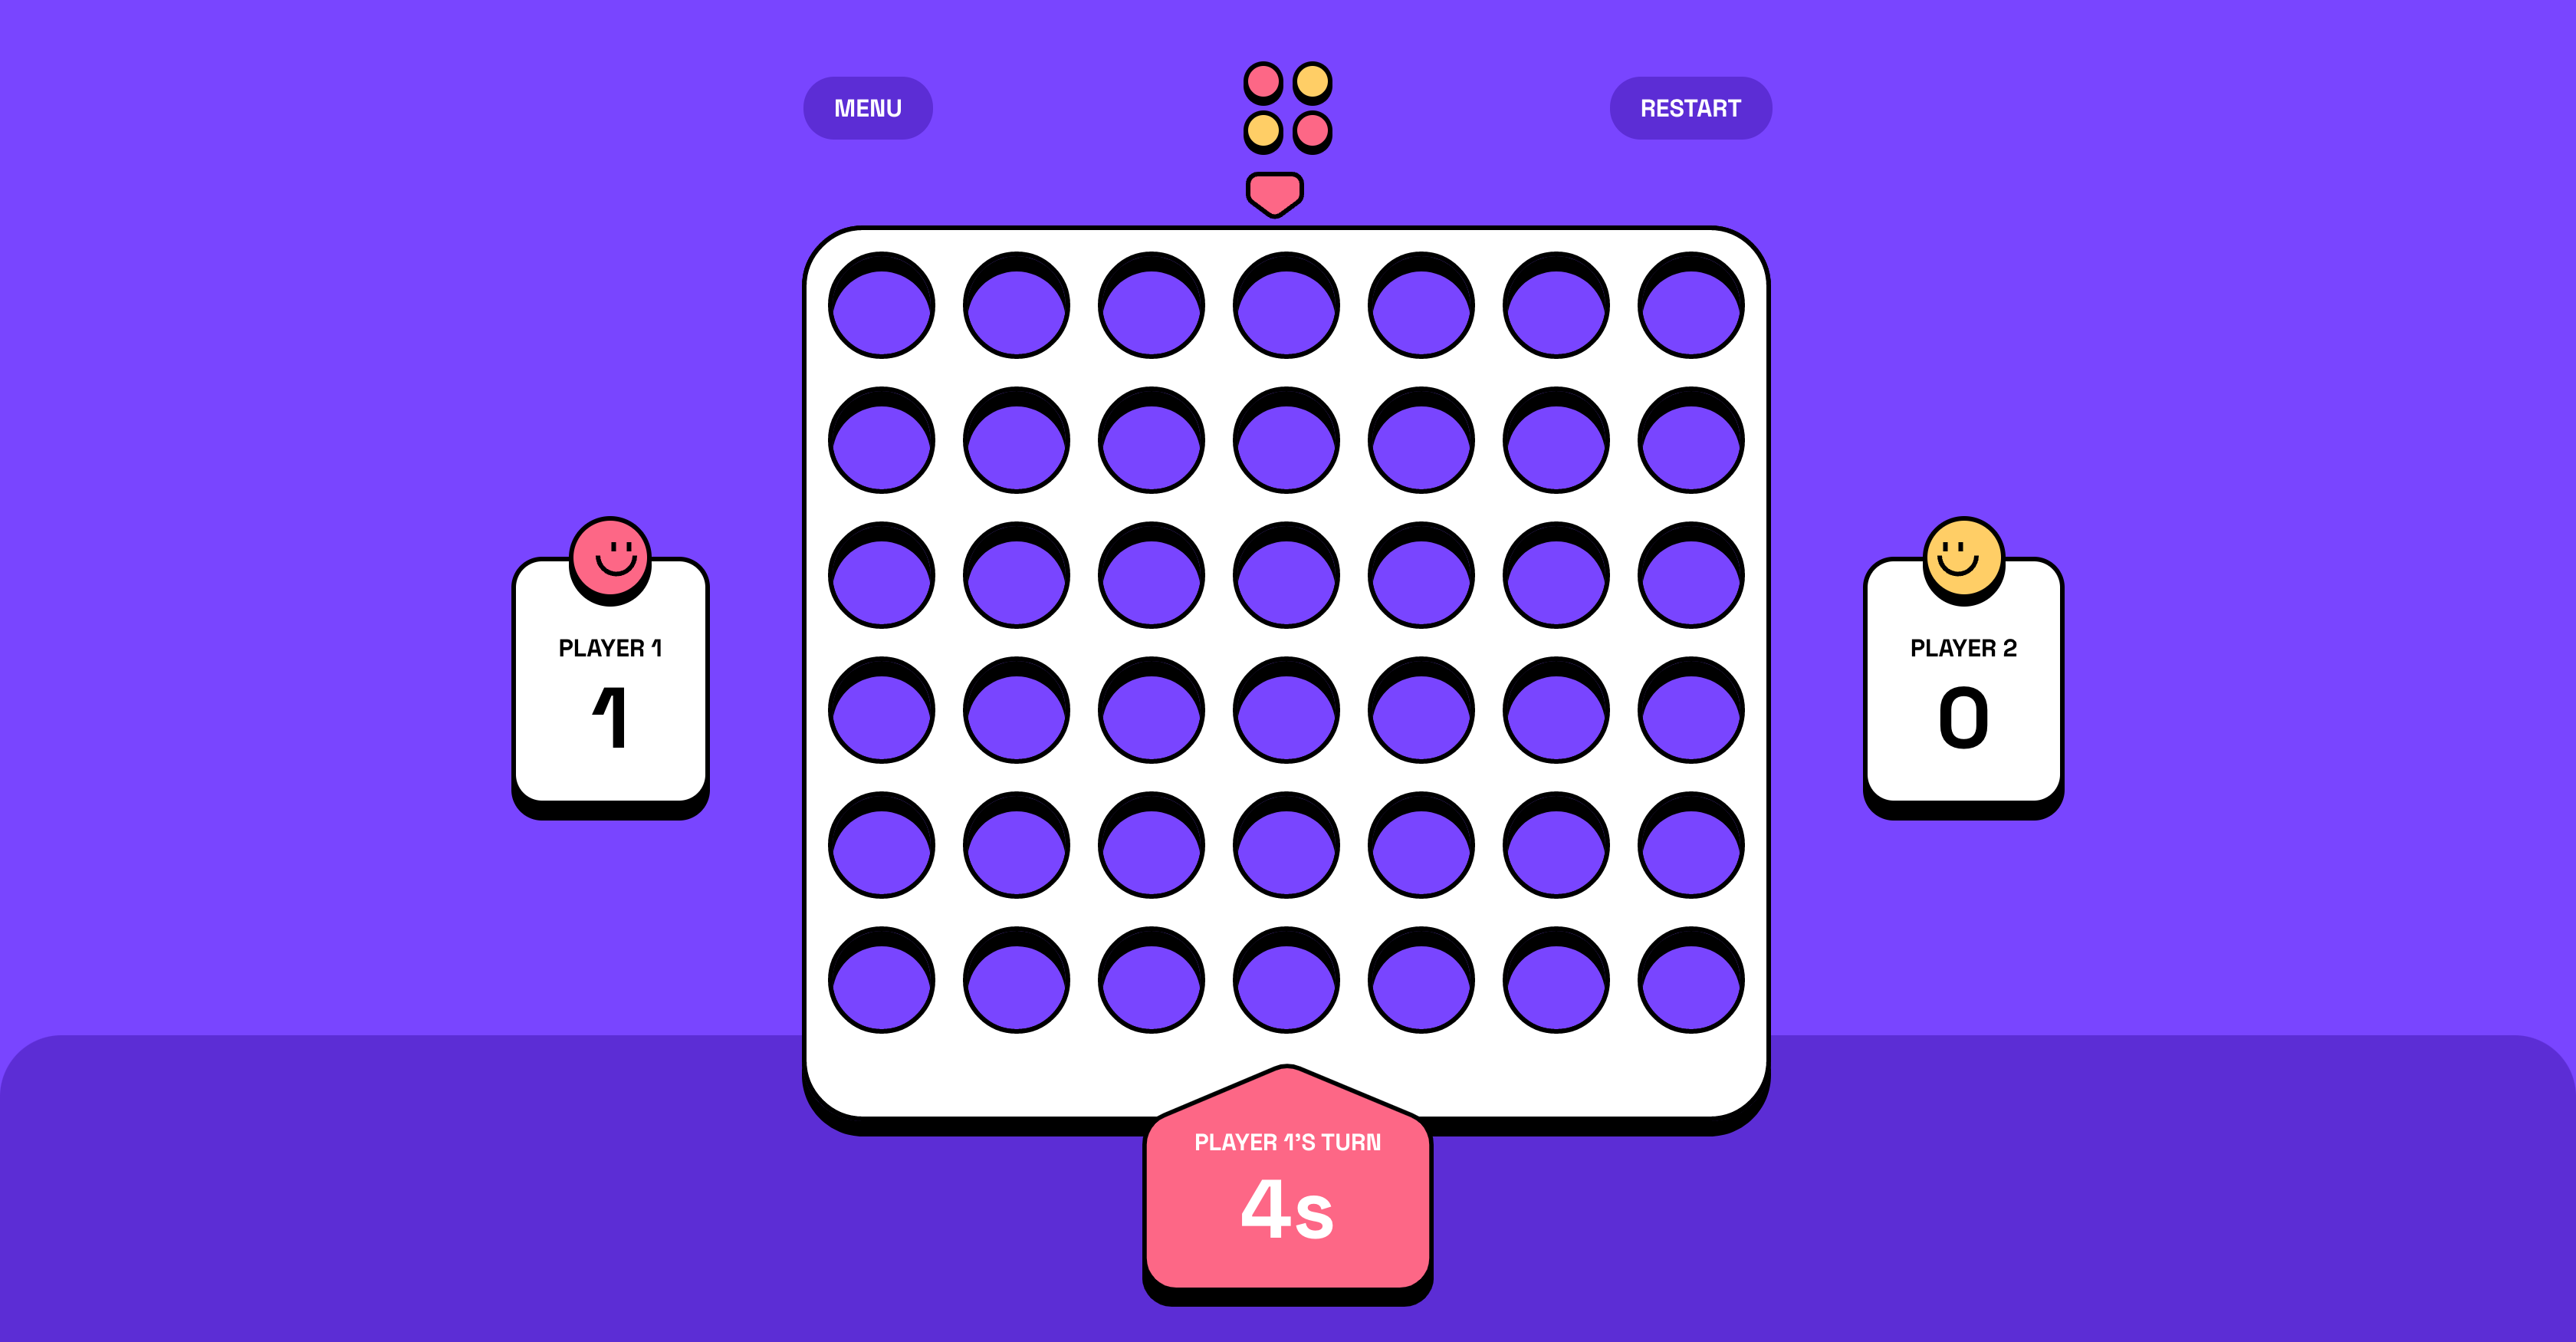 MENU
RESTART
PLAYER 1
1
PLAYER 2
0
PLAYER 1'S TURN
4s